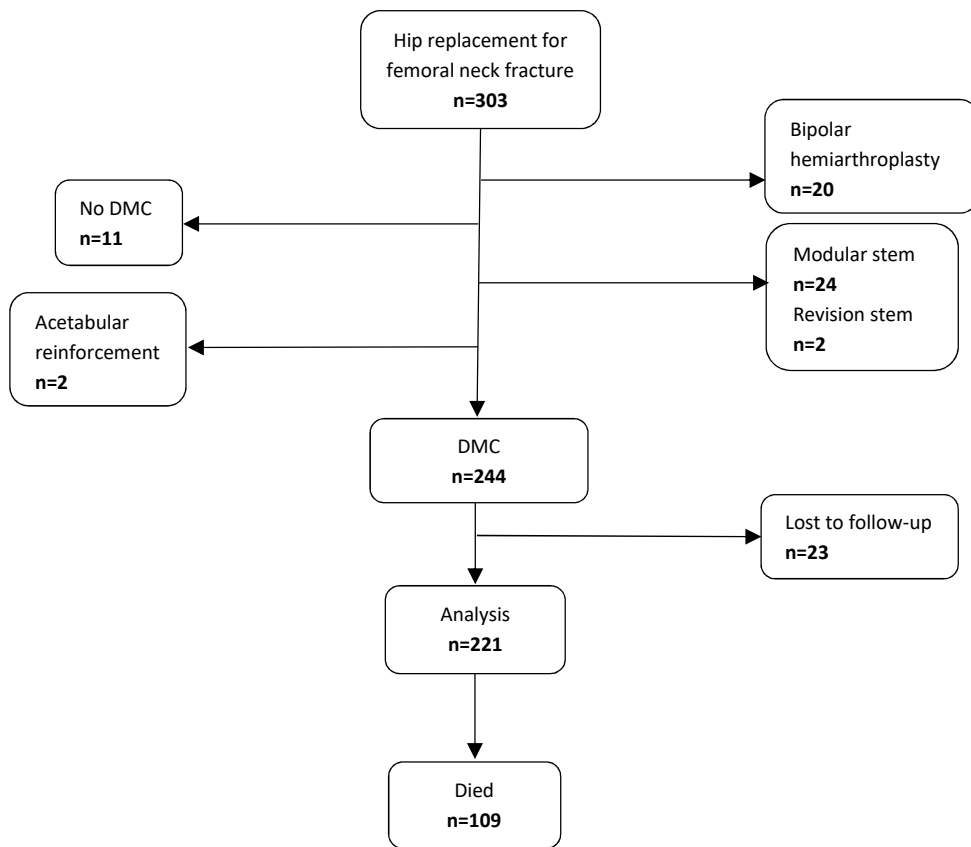 Hip replacement for
femoral neck fracture
n=303
Bipolar
hemiarthroplasty
n=20
No DMC
n=11
Modular stem
n=24
Revision stem
n=2
Acetabular
reinforcement
n=2
DMC
n=244
Lost to follow-up
n=23
Analysis
n=221
Died
n=109